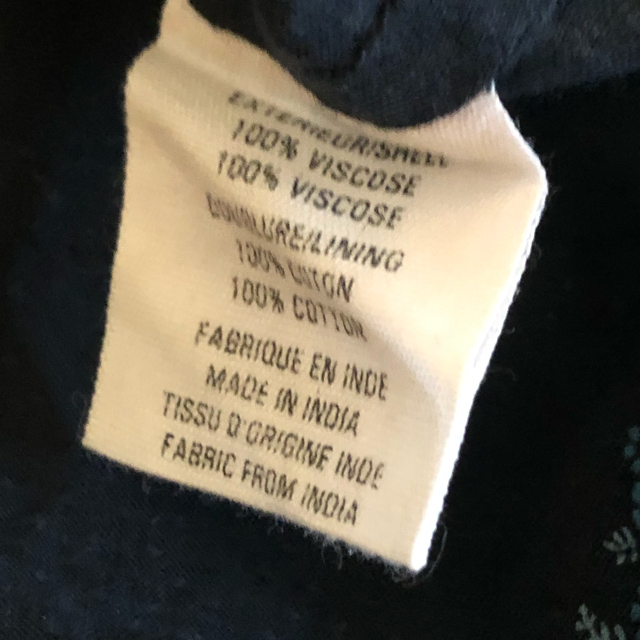 EXTERIEUR/SHELL
100% VISCOSE
100% VISCOSE
DOUBLURE/LINING
100% COTON
100% COTTON
FABRIQUE EN INDE
MADE IN INDIA
TISSU D'ORIGINE INDE
FABRIC FROM INDIA